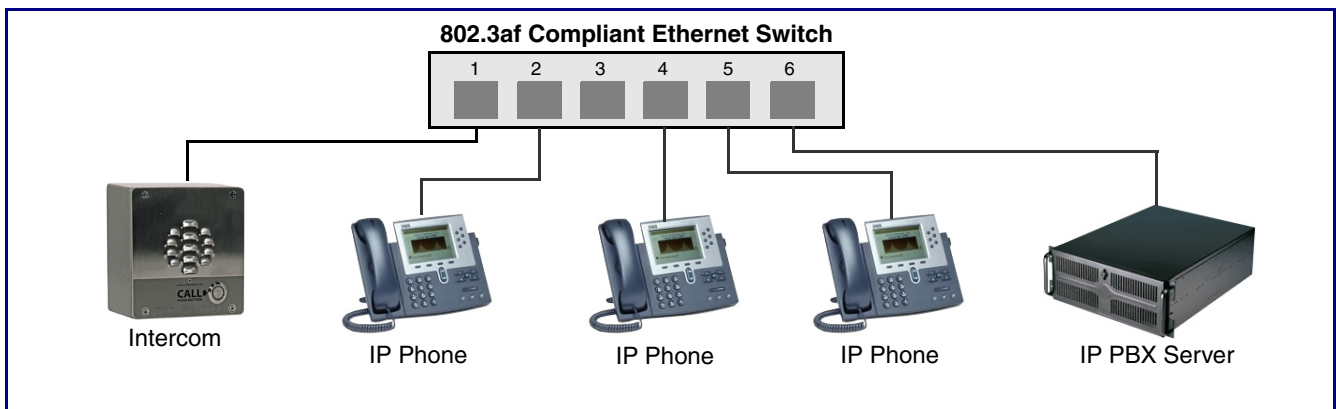 802.3af Compliant Ethernet Switch
1 2 3 4 5 6
CALL
Intercom
IP Phone
IP Phone
IP Phone
IP PBX Server